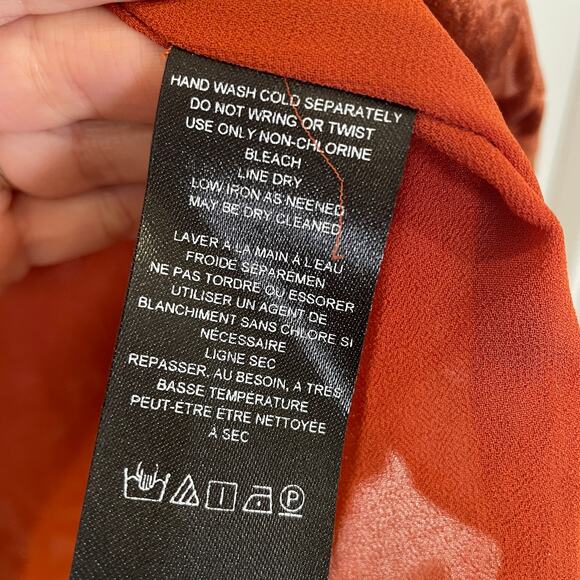 HAND WASH COLD SEPARATELY
DO NOT WRING OR TWIST
USE ONLY NON-CHLORINE
BLEACH
LINE DRY
LOW IRON AS NEENED
MAY BE DRY CLEANED
LAVER A LA MAIN À L'EAU
FROIDE SÉPAREMEN
NE PAS TORDRE OU ESSORER
UTILISER UN AGENT DE
BLANCHIMENT SANS CHLORE SI
NÉCESSAIRE
LIGNE SEC
REPASSER, AU BESOIN, A TRÈS
BASSE TEMPÉRATURE
PEUT-ÊTRE ÊTRE NETTOYÉE
À SEC
P